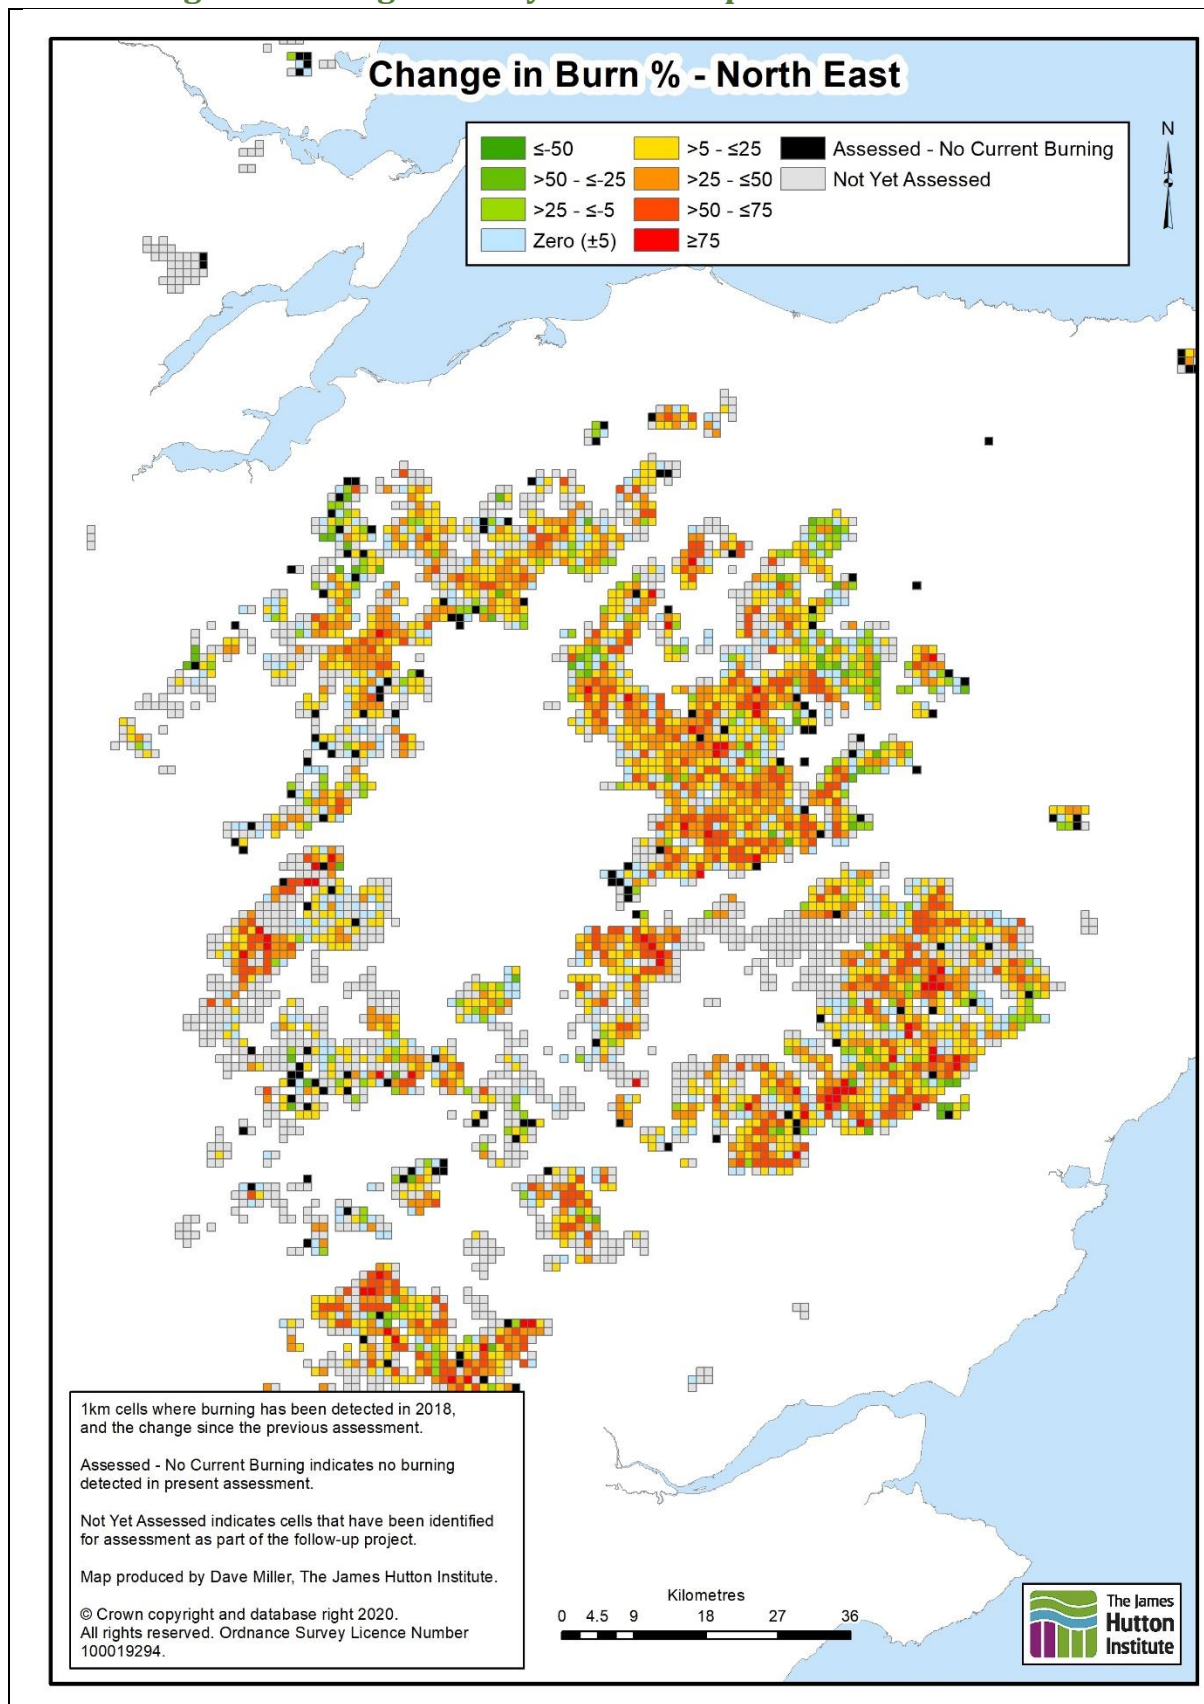 Change in Burn % - North East
≤-50
>50 - ≤-25
>25 - ≤-5
Zero (±5)
>5 - ≤25
>25 - ≤50
>50 - ≤75
≥75
Assessed - No Current Burning
Not Yet Assessed
N
1km cells where burning has been detected in 2018,
and the change since the previous assessment.
Assessed - No Current Burning indicates no burning
detected in present assessment.
Not Yet Assessed indicates cells that have been identified
for assessment as part of the follow-up project.
Map produced by Dave Miller, The James Hutton Institute.
© Crown copyright and database right 2020.
All rights reserved. Ordnance Survey Licence Number
100019294.
Kilometres
0 4.5 9 18 27 36
The James
Hutton
Institute